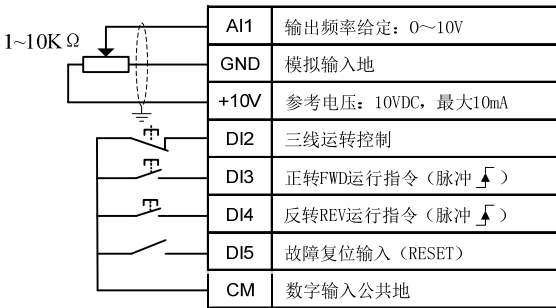 1~10KΩ
AI1 输出频率给定：0～10V
GND 模拟输入地
+10V 参考电压：10VDC，最大10mA
DI2 三线运转控制
DI3 正转FWD运行指令（脉冲）
DI4 反转REV运行指令（脉冲）
DI5 故障复位输入（RESET）
CM 数字输入公共地